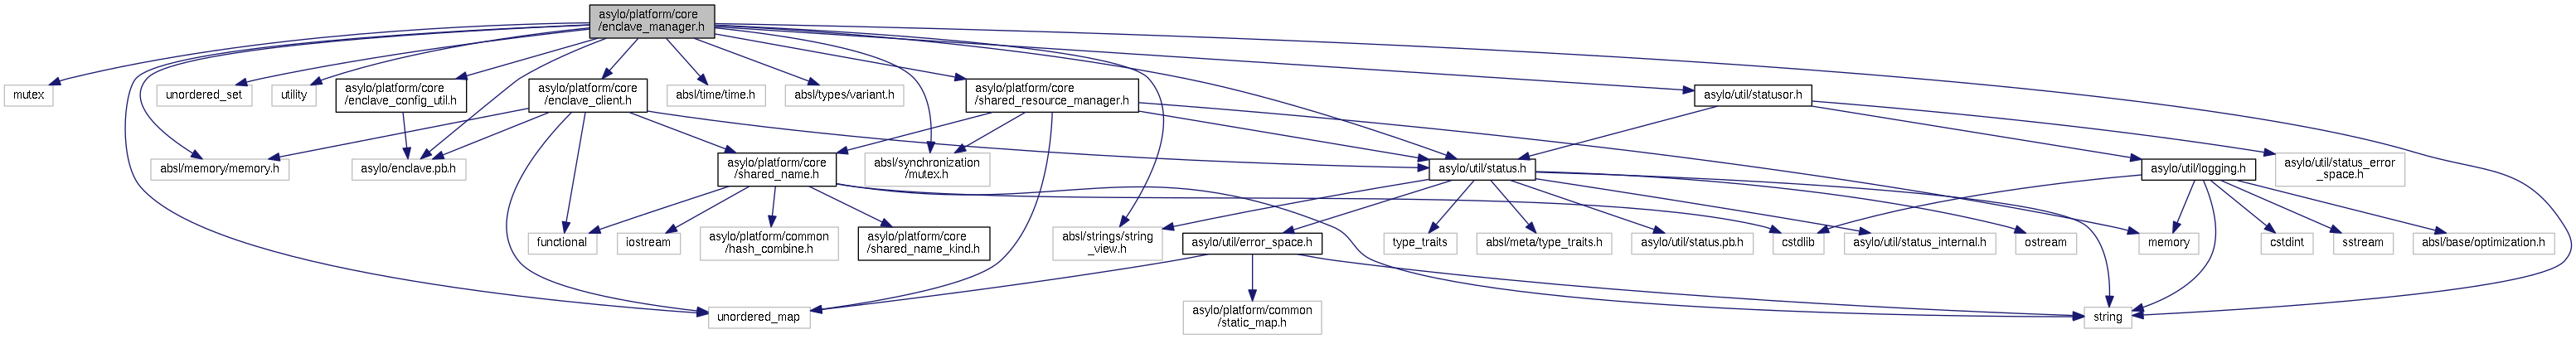 asylo/platform/core
/enclave_manager.h
mutex
unordered_set
utility
asylo/platform/core
/enclave_config_util.h
asylo/platform/core
/enclave_client.h
absl/time/time.h
absl/types/variant.h
asylo/platform/core
/shared_resource_manager.h
asylo/util/statusor.h
absl/memory/memory.h
asylo/enclave.pb.h
asylo/platform/core
/shared_name.h
absl/synchronization
/mutex.h
asylo/util/status.h
asylo/util/logging.h
asylo/util/status_error
_space.h
functional
iostream
asylo/platform/common
/hash_combine.h
asylo/platform/core
/shared_name_kind.h
absl/strings/string
_view.h
asylo/util/error_space.h
type_traits
absl/meta/type_traits.h
asylo/util/status.pb.h
cstdlib
asylo/util/status_internal.h
ostream
memory
cstdint
sstream
absl/base/optimization.h
unordered_map
asylo/platform/common
/static_map.h
string